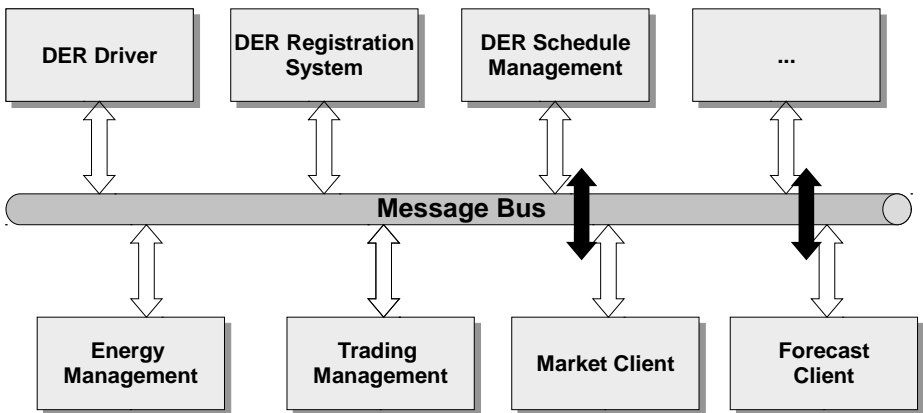 DER Driver
DER Registration
System
DER Schedule
Management
...
Message Bus
Energy
Management
Trading
Management
Market Client
Forecast
Client